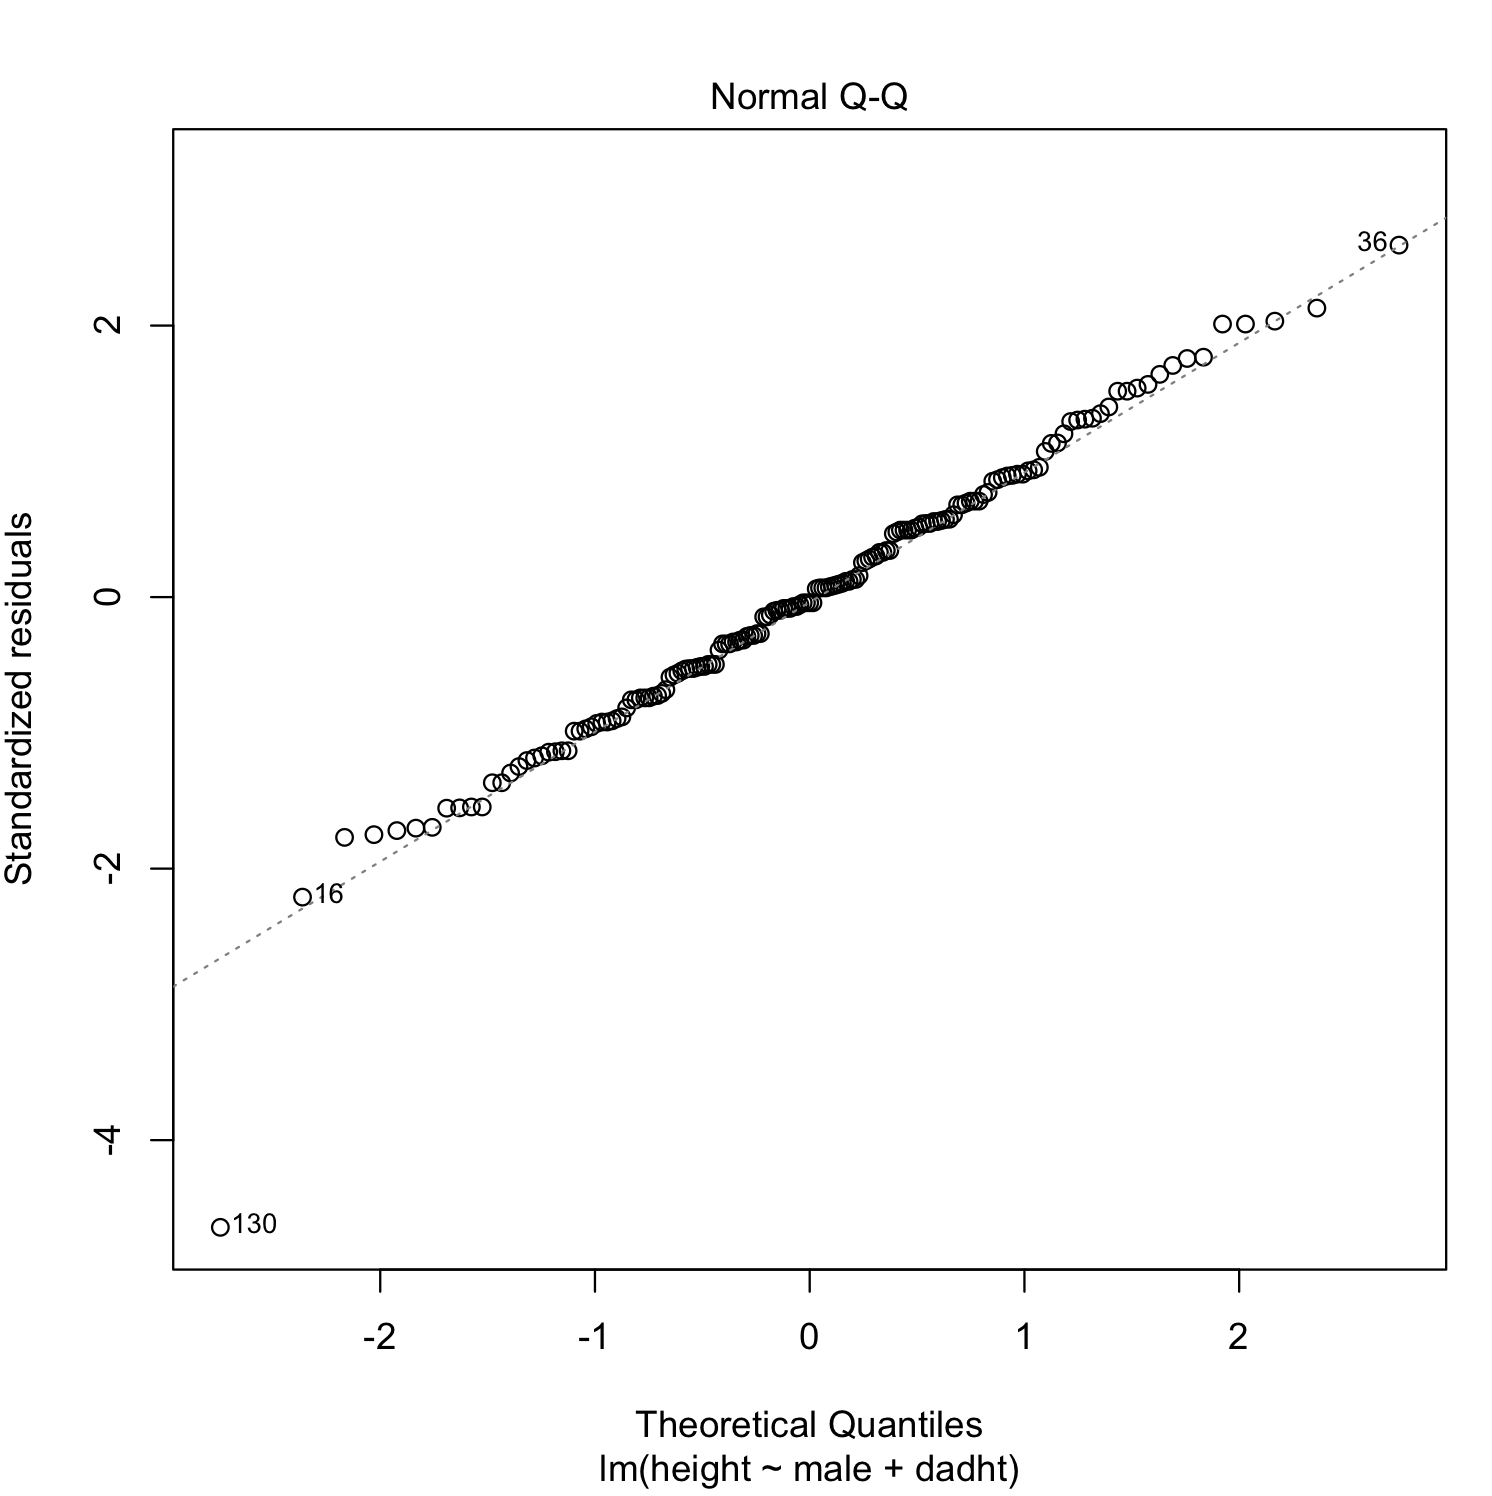 Normal Q-Q
Standardized residuals
2
0
-2
-4
36
16
130
-2 -1 0 1 2
Theoretical Quantiles
lm(height ~ male + dadht)